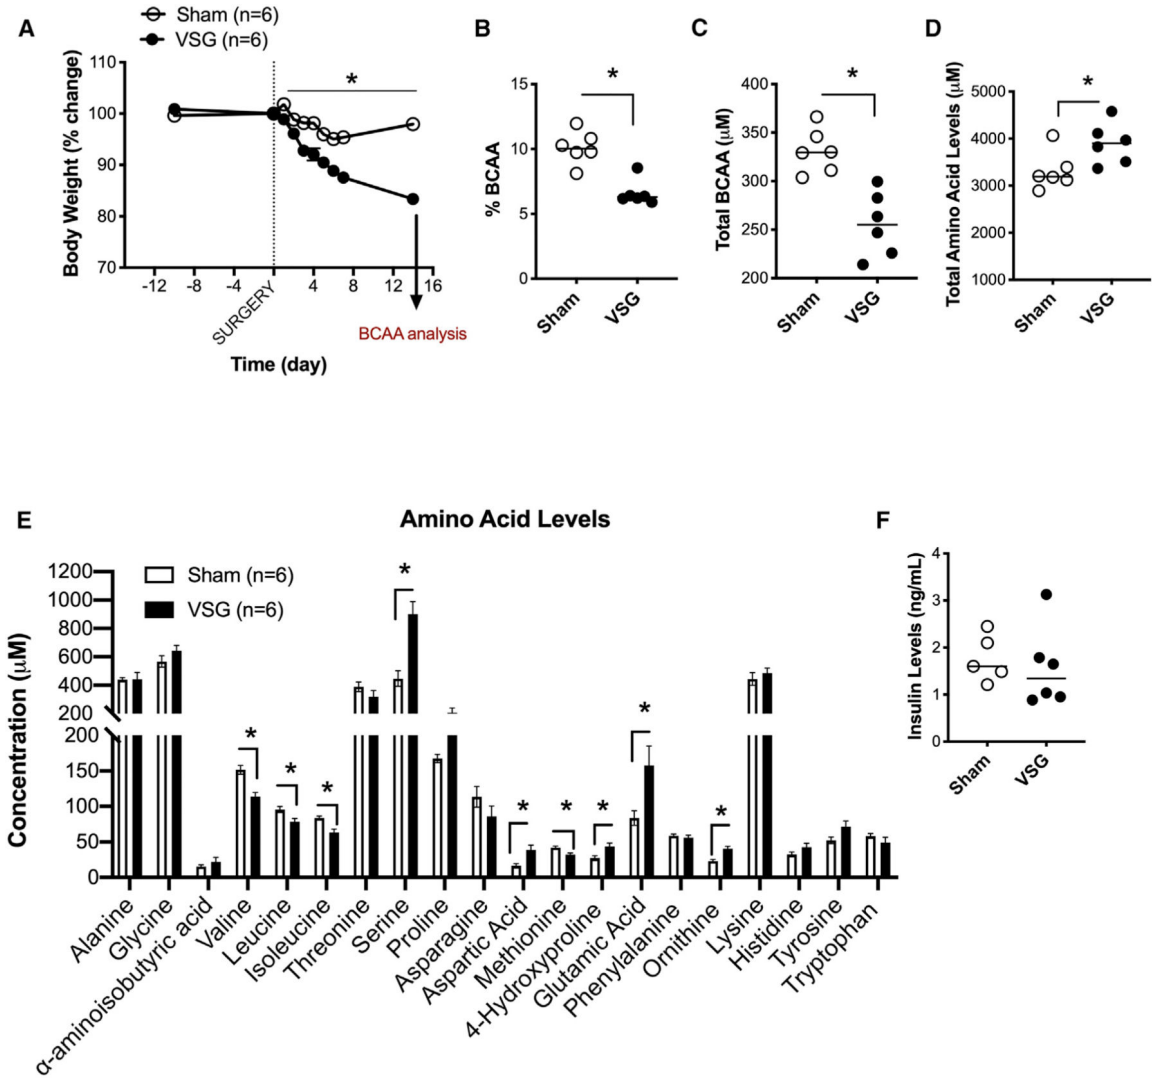 A
Sham (n=6)
VSG (n=6)
*
Body Weight (% change)
110
100
90
80
70
-12 -8 -4 4 8 12 16
SURGERY
BCAA analysis
Time (day)
B
*
% BCAA
15
10
5
0
Sham VSG
C
*
Total BCAA (µM)
400
350
300
250
200
Sham VSG
D
*
Total Amino Acid Levels (µM)
5000
4000
3000
2000
1000
Sham VSG
E
Amino Acid Levels
Sham (n=6)
VSG (n=6)
Concentration (µM)
1200
1000
800
600
400
200
200
150
100
50
0
* * * * * * * * *
Alanine
Glycine
α-aminoisobutyric acid
Valine
Leucine
Isoleucine
Threonine
Serine
Proline
Asparagine
Aspartic Acid
Methionine
4-Hydroxyproline
Glutamic Acid
Phenylalanine
Ornithine
Lysine
Histidine
Tyrosine
Tryptophan
F
Insulin Levels (ng/mL)
4
3
2
1
0
Sham VSG